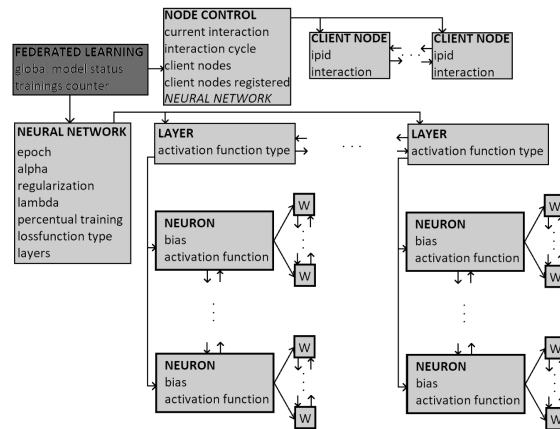 FEDERATED LEARNING
global model status
trainings counter
NODE CONTROL
current interaction
interaction cycle
client nodes
client nodes registered
NEURAL NETWORK
CLIENT NODE
ipid
interaction
. . .
CLIENT NODE
ipid
interaction
NEURAL NETWORK
epoch
alpha
regularization
lambda
percentual training
lossfunction type
layers
LAYER
activation function type
. . .
LAYER
activation function type
NEURON
bias
activation function
W
W
NEURON
bias
activation function
W
W
NEURON
bias
activation function
W
W
NEURON
bias
activation function
W
W